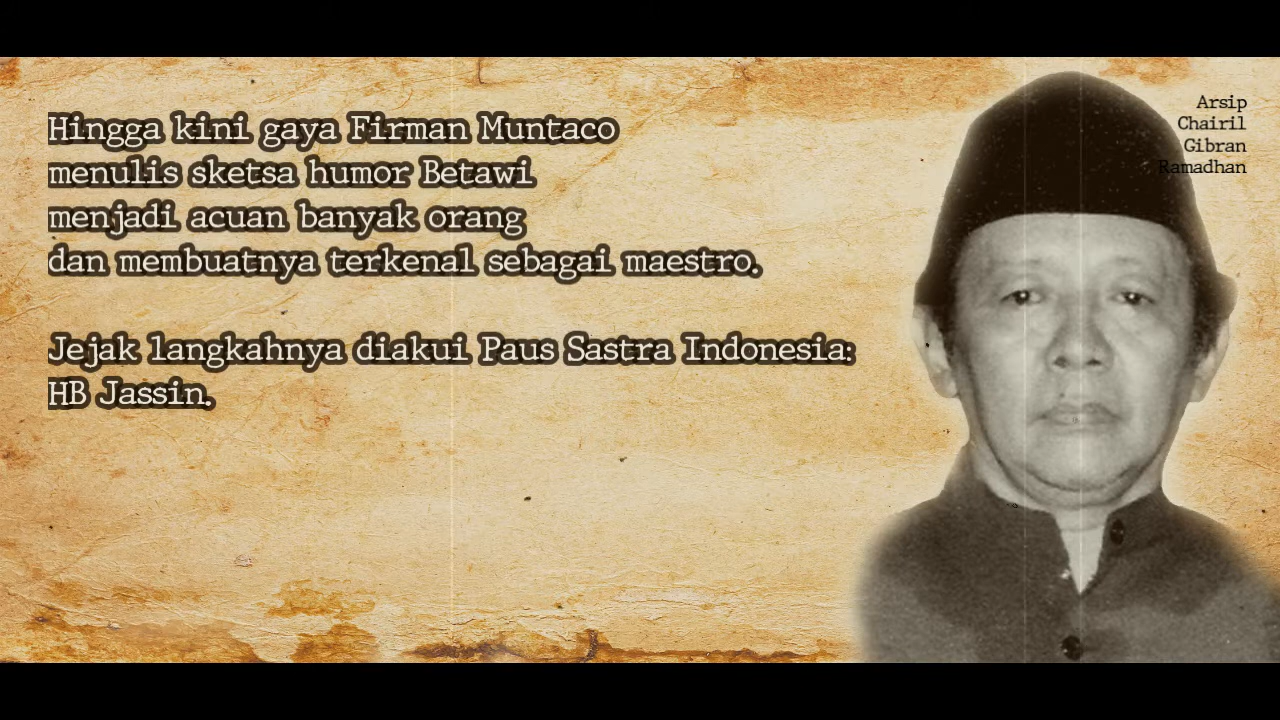 Hingga kini gaya Firman Muntaco
menulis sketsa humor Betawi
menjadi acuan banyak orang
dan membuatnya terkenal sebagai maestro.
Jejak langkahnya diakui Paus Sastra Indonesia:
HB Jassin.
Arsip
Chairil
Gibran
Ramadhan